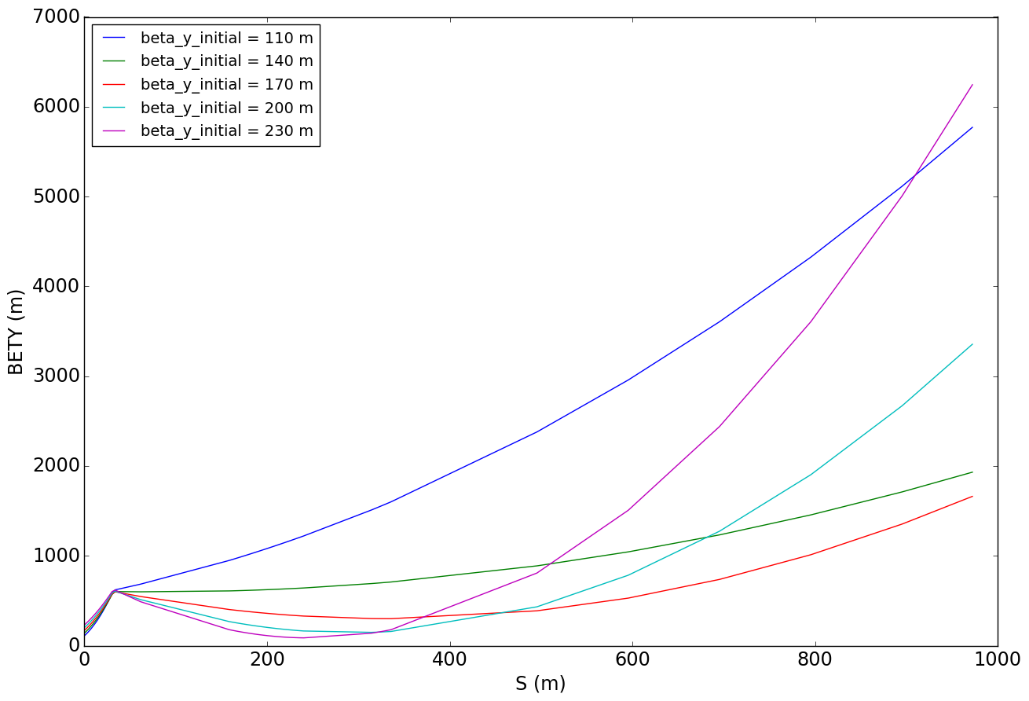 7000
6000
5000
4000
3000
2000
1000
0
BETY (m)
beta_y_initial = 110 m
beta_y_initial = 140 m
beta_y_initial = 170 m
beta_y_initial = 200 m
beta_y_initial = 230 m
0 200 400 600 800 1000
S (m)